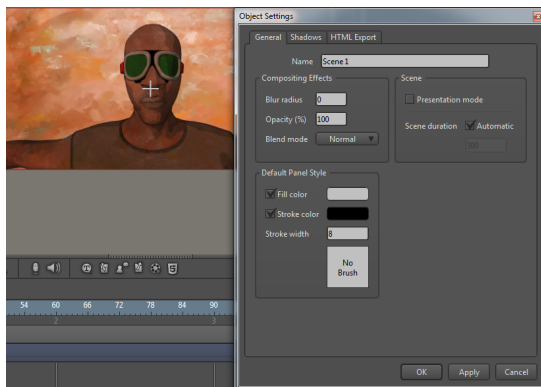 Object Settings
General Shadows HTML Export
Name Scene 1
Compositing Effects
Blur radius 0
Opacity (%) 100
Blend mode Normal
Scene
Presentation mode
Scene duration Automatic
300
Default Panel Style
Fill color
Stroke color
Stroke width 8
No
Brush
54 60 66 72 78 84 90
2 3
OK Apply Cancel